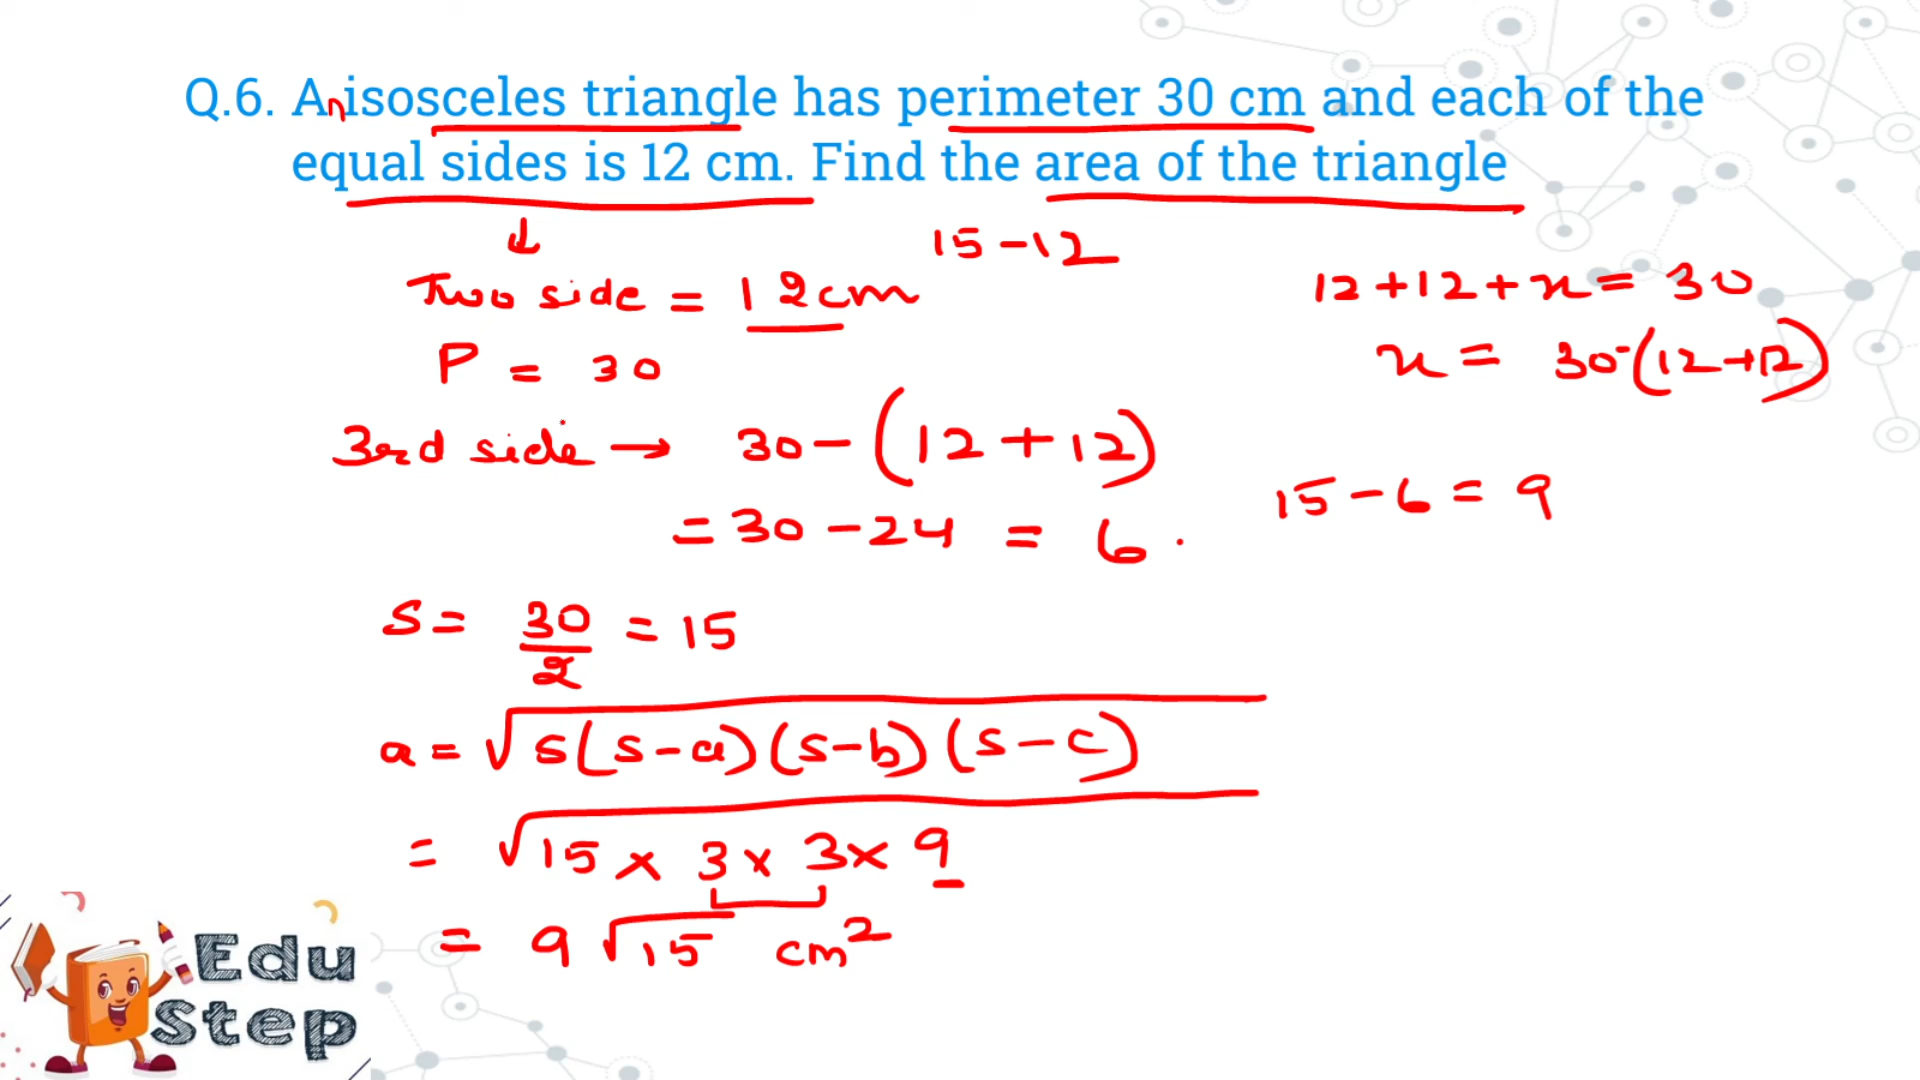 Q.6. An isosceles triangle has perimeter 30 cm and each of the
equal sides is 12 cm. Find the area of the triangle
15-12
Two side = 12cm
12+12+x = 30
P = 30
x = 30-(12+12)
3rd side → 30-(12+12)
= 30-24 = 6.
15-6 = 9
S = 30/2 = 15
a = √s(s-a)(s-b)(s-c)
= √15 × 3 × 3 × 9
= 9√15 cm²
Edu
Step